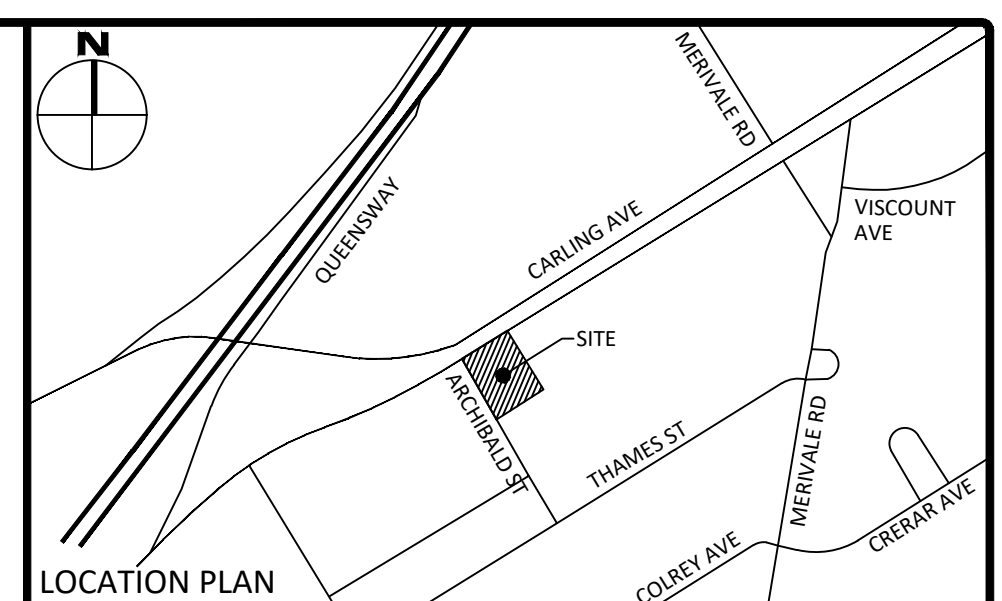 N
MERIVALE RD
QUEENSWAY
CARLING AVE
VISCOUNT
AVE
SITE
ARCHIBALD ST
THAMES ST
MERIVALE RD
CRERAR AVE
COLREY AVE
LOCATION PLAN